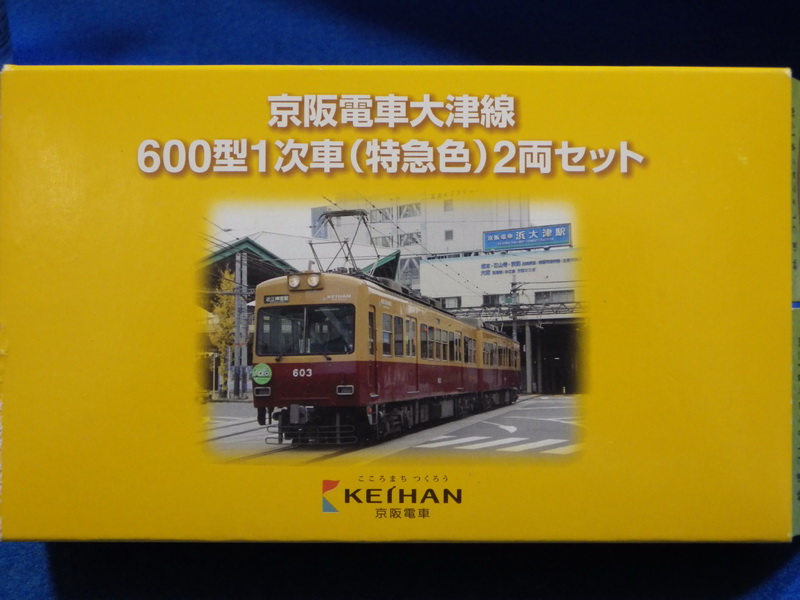 京阪電車大津線
600型1次車(特急色)2両セット
浜大津駅
KEIHAN
603
こころまち つくろう
KEIHAN
京阪電車